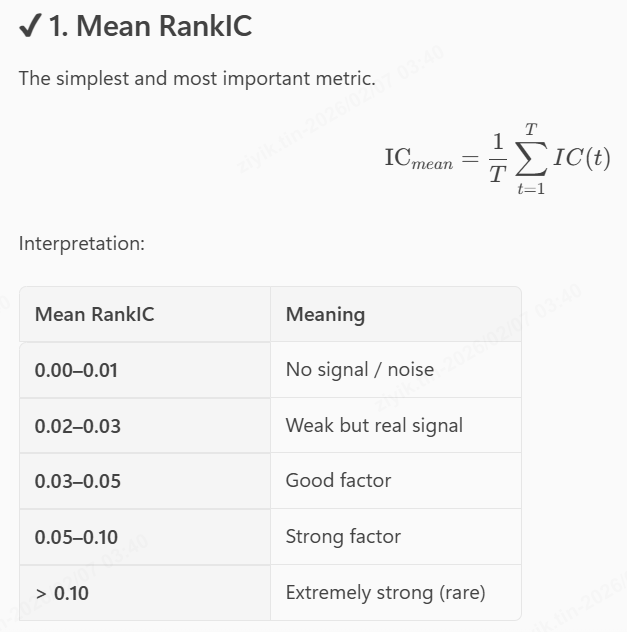 ✓ 1. Mean RankIC
The simplest and most important metric.
IC_{mean} = \frac{1}{T} \sum_{t=1}^{T} IC(t)
Interpretation:
Mean RankIC Meaning
0.00–0.01 No signal / noise
0.02–0.03 Weak but real signal
0.03–0.05 Good factor
0.05–0.10 Strong factor
> 0.10 Extremely strong (rare)